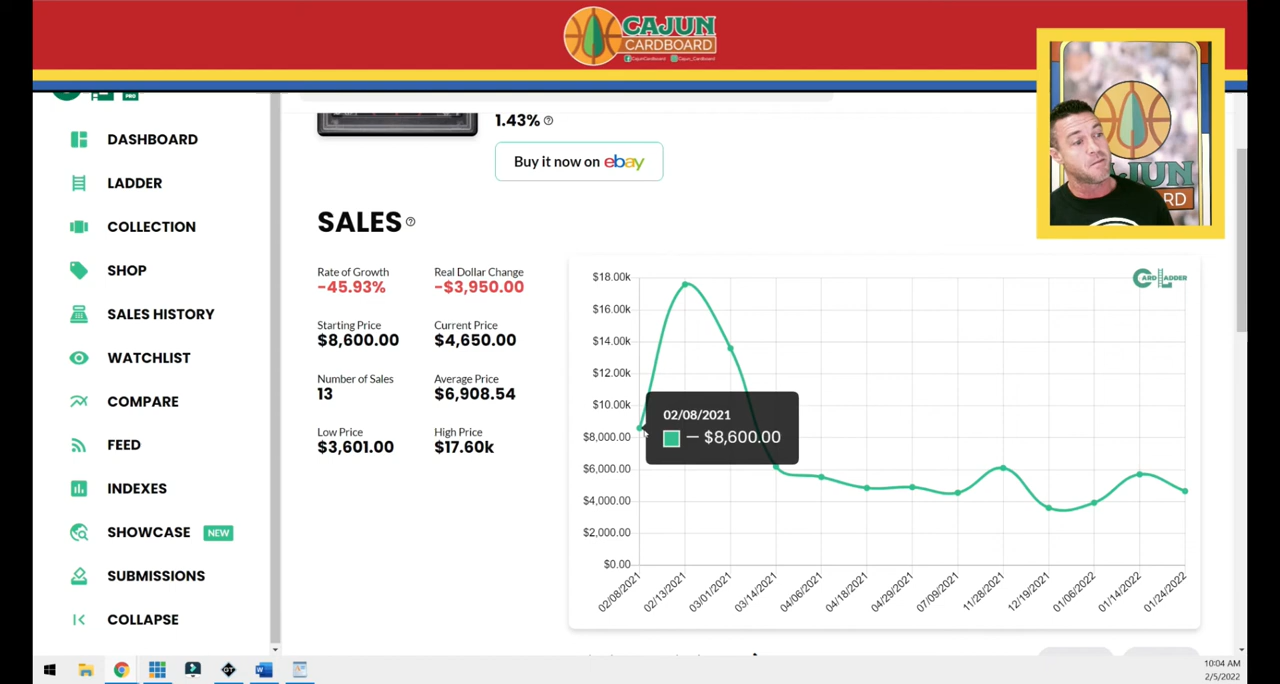 CAJUN
CARDBOARD
CajunCardboard Cajun_Cardboard
PRO
DASHBOARD
LADDER
COLLECTION
SHOP
SALES HISTORY
WATCHLIST
COMPARE
FEED
INDEXES
SHOWCASE NEW
SUBMISSIONS
COLLAPSE
1.43%
Buy it now on ebay
SALES
Rate of Growth Real Dollar Change
-45.93% -$3,950.00
Starting Price Current Price
$8,600.00 $4,650.00
Number of Sales Average Price
13 $6,908.54
Low Price High Price
$3,601.00 $17.60k
CARD LADDER
$18.00k
$16.00k
$14.00k
$12.00k
$10.00k
$8,000.00
$6,000.00
$4,000.00
$2,000.00
$0.00
02/08/2021
— $8,600.00
02/08/2021 02/13/2021 03/01/2021 03/14/2021 04/06/2021 04/18/2021 04/29/2021 07/09/2021 11/28/2021 12/19/2021 01/06/2022 01/14/2022 01/24/2022
JUN
RD
10:04 AM
2/5/2022